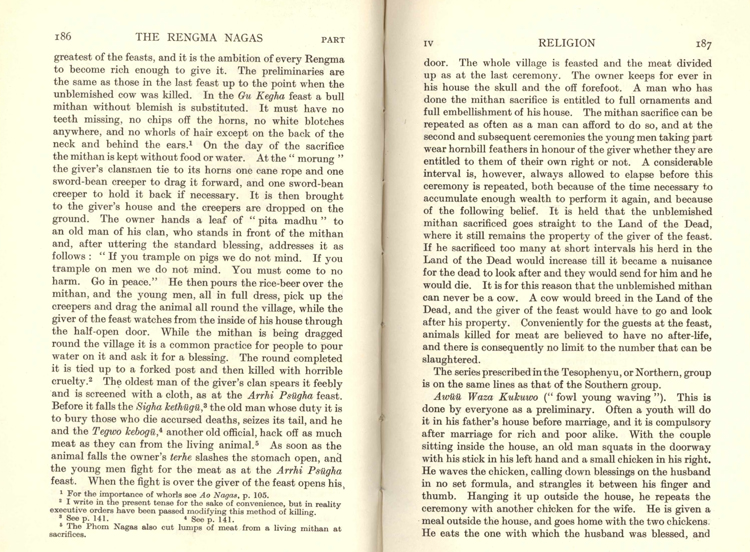 186 THE RENGMA NAGAS PART
greatest of the feasts, and it is the ambition of every Rengma
to become rich enough to give it. The preliminaries are
the same as those in the last feast up to the point when the
unblemished cow was killed. In the Gu Kegha feast a bull
mithan without blemish is substituted. It must have no
teeth missing, no chips off the horns, no white blotches
anywhere, and no whorls of hair except on the back of the
neck and behind the ears.¹ On the day of the sacrifice
the mithan is kept without food or water. At the " morung "
the giver's clansmen tie to its horns one cane rope and one
sword-bean creeper to drag it forward, and one sword-bean
creeper to hold it back if necessary. It is then brought
to the giver's house and the creepers are dropped on the
ground. The owner hands a leaf of " pita madhu " to
an old man of his clan, who stands in front of the mithan
and, after uttering the standard blessing, addresses it as
follows : " If you trample on pigs we do not mind. If you
trample on men we do not mind. You must come to no
harm. Go in peace." He then pours the rice-beer over the
mithan, and the young men, all in full dress, pick up the
creepers and drag the animal all round the village, while the
giver of the feast watches from the inside of his house through
the half-open door. While the mithan is being dragged
round the village it is a common practice for people to pour
water on it and ask it for a blessing. The round completed
it is tied up to a forked post and then killed with horrible
cruelty.² The oldest man of the giver's clan spears it feebly
and is screened with a cloth, as at the Arrhi Psügha feast.
Before it falls the Sigha kethügü,³ the old man whose duty it is
to bury those who die accursed deaths, seizes its tail, and he
and the Tegwo kebogü,⁴ another old official, hack off as much
meat as they can from the living animal.⁵ As soon as the
animal falls the owner's terhe slashes the stomach open, and
the young men fight for the meat as at the Arrhi Psügha
feast. When the fight is over the giver of the feast opens his
¹ For the importance of whorls see Ao Nagas, p. 105.
² I write in the present tense for the sake of convenience, but in reality
executive orders have been passed modifying this method of killing.
³ See p. 141. ⁴ See p. 141.
⁵ The Phom Nagas also cut lumps of meat from a living mithan at
sacrifices.
IV RELIGION 187
door. The whole village is feasted and the meat divided
up as at the last ceremony. The owner keeps for ever in
his house the skull and the off forefoot. A man who has
done the mithan sacrifice is entitled to full ornaments and
full embellishment of his house. The mithan sacrifice can be
repeated as often as a man can afford to do so, and at the
second and subsequent ceremonies the young men taking part
wear hornbill feathers in honour of the giver whether they are
entitled to them of their own right or not. A considerable
interval is, however, always allowed to elapse before this
ceremony is repeated, both because of the time necessary to
accumulate enough wealth to perform it again, and because
of the following belief. It is held that the unblemished
mithan sacrificed goes straight to the Land of the Dead,
where it still remains the property of the giver of the feast.
If he sacrificed too many at short intervals his herd in the
Land of the Dead would increase till it became a nuisance
for the dead to look after and they would send for him and he
would die. It is for this reason that the unblemished mithan
can never be a cow. A cow would breed in the Land of the
Dead, and the giver of the feast would have to go and look
after his property. Conveniently for the guests at the feast,
animals killed for meat are believed to have no after-life,
and there is consequently no limit to the number that can be
slaughtered.
The series prescribed in the Tesophenyu, or Northern, group
is on the same lines as that of the Southern group.
Awüü Waza Kukuwo (" fowl young waving "). This is
done by everyone as a preliminary. Often a youth will do
it in his father's house before marriage, and it is compulsory
after marriage for rich and poor alike. With the couple
sitting inside the house, an old man squats in the doorway
with his stick in his left hand and a small chicken in his right.
He waves the chicken, calling down blessings on the husband
in no set formula, and strangles it between his finger and
thumb. Hanging it up outside the house, he repeats the
ceremony with another chicken for the wife. He is given a
meal outside the house, and goes home with the two chickens.
He eats the one with which the husband was blessed, and